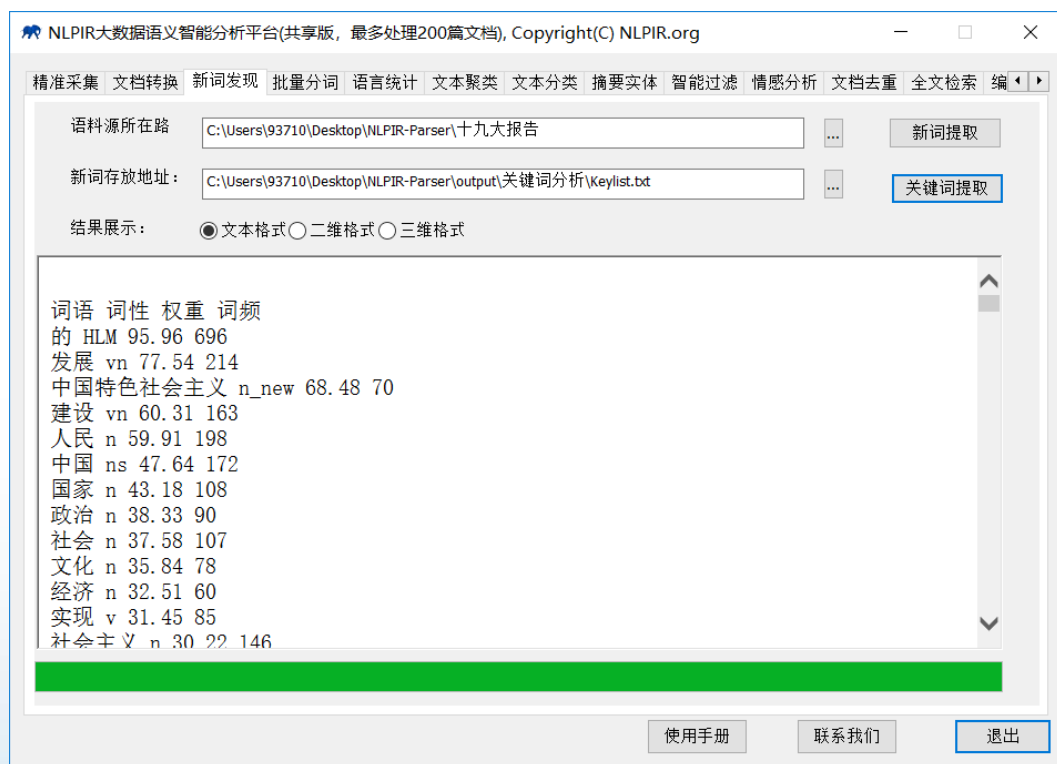 NLPIR大数据语义智能分析平台(共享版，最多处理200篇文档), Copyright(C) NLPIR.org
精准采集 文档转换 新词发现 批量分词 语言统计 文本聚类 文本分类 摘要实体 智能过滤 情感分析 文档去重 全文检索 编
语料源所在路 C:\Users\93710\Desktop\NLPIR-Parser\十九大报告 ... 新词提取
新词存放地址： C:\Users\93710\Desktop\NLPIR-Parser\output\关键词分析\Keylist.txt ... 关键词提取
结果展示： 文本格式 二维格式 三维格式
词语 词性 权重 词频
的 HLM 95.96 696
发展 vn 77.54 214
中国特色社会主义 n_new 68.48 70
建设 vn 60.31 163
人民 n 59.91 198
中国 ns 47.64 172
国家 n 43.18 108
政治 n 38.33 90
社会 n 37.58 107
文化 n 35.84 78
经济 n 32.51 60
实现 v 31.45 85
社会主义 n 30.22 146
使用手册 联系我们 退出